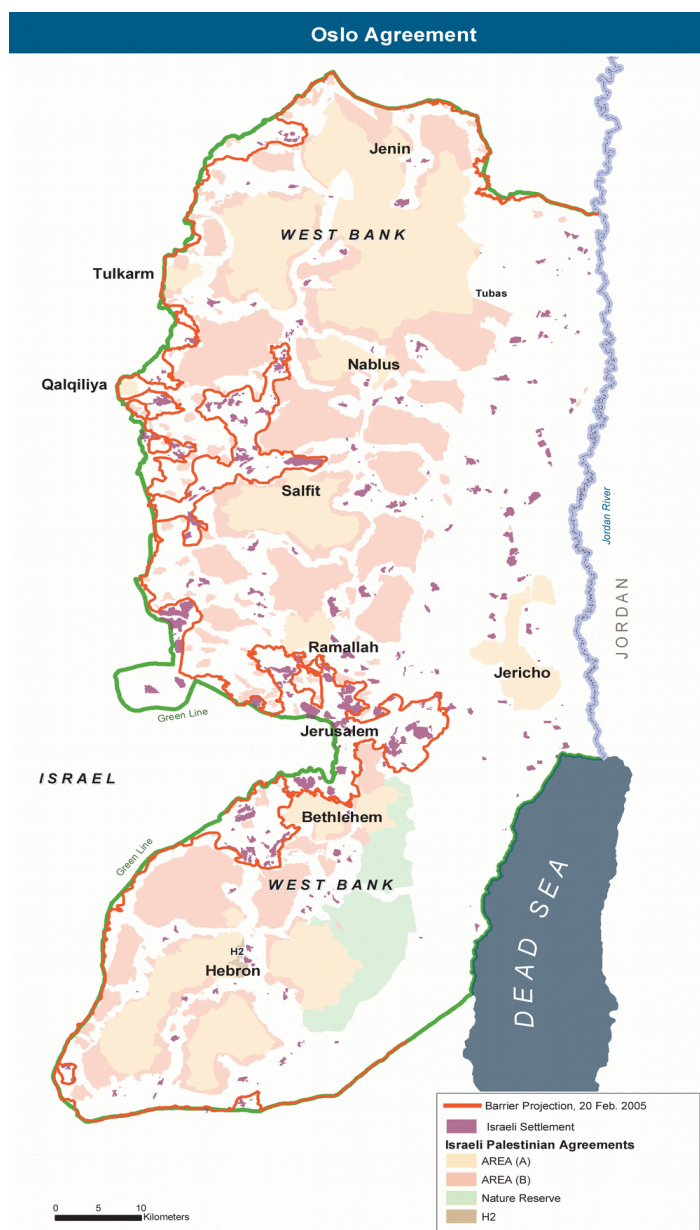 Oslo Agreement
Jenin
WEST BANK
Tulkarm
Tubas
Nablus
Qalqiliya
Salfit
Jordan River
JORDAN
Ramallah
Jericho
Green Line
Jerusalem
ISRAEL
Bethlehem
Green Line
WEST BANK
DEAD SEA
H2
Hebron
Barrier Projection, 20 Feb. 2005
Israeli Settlement
Israeli Palestinian Agreements
AREA (A)
AREA (B)
Nature Reserve
H2
0 5 10
Kilometers